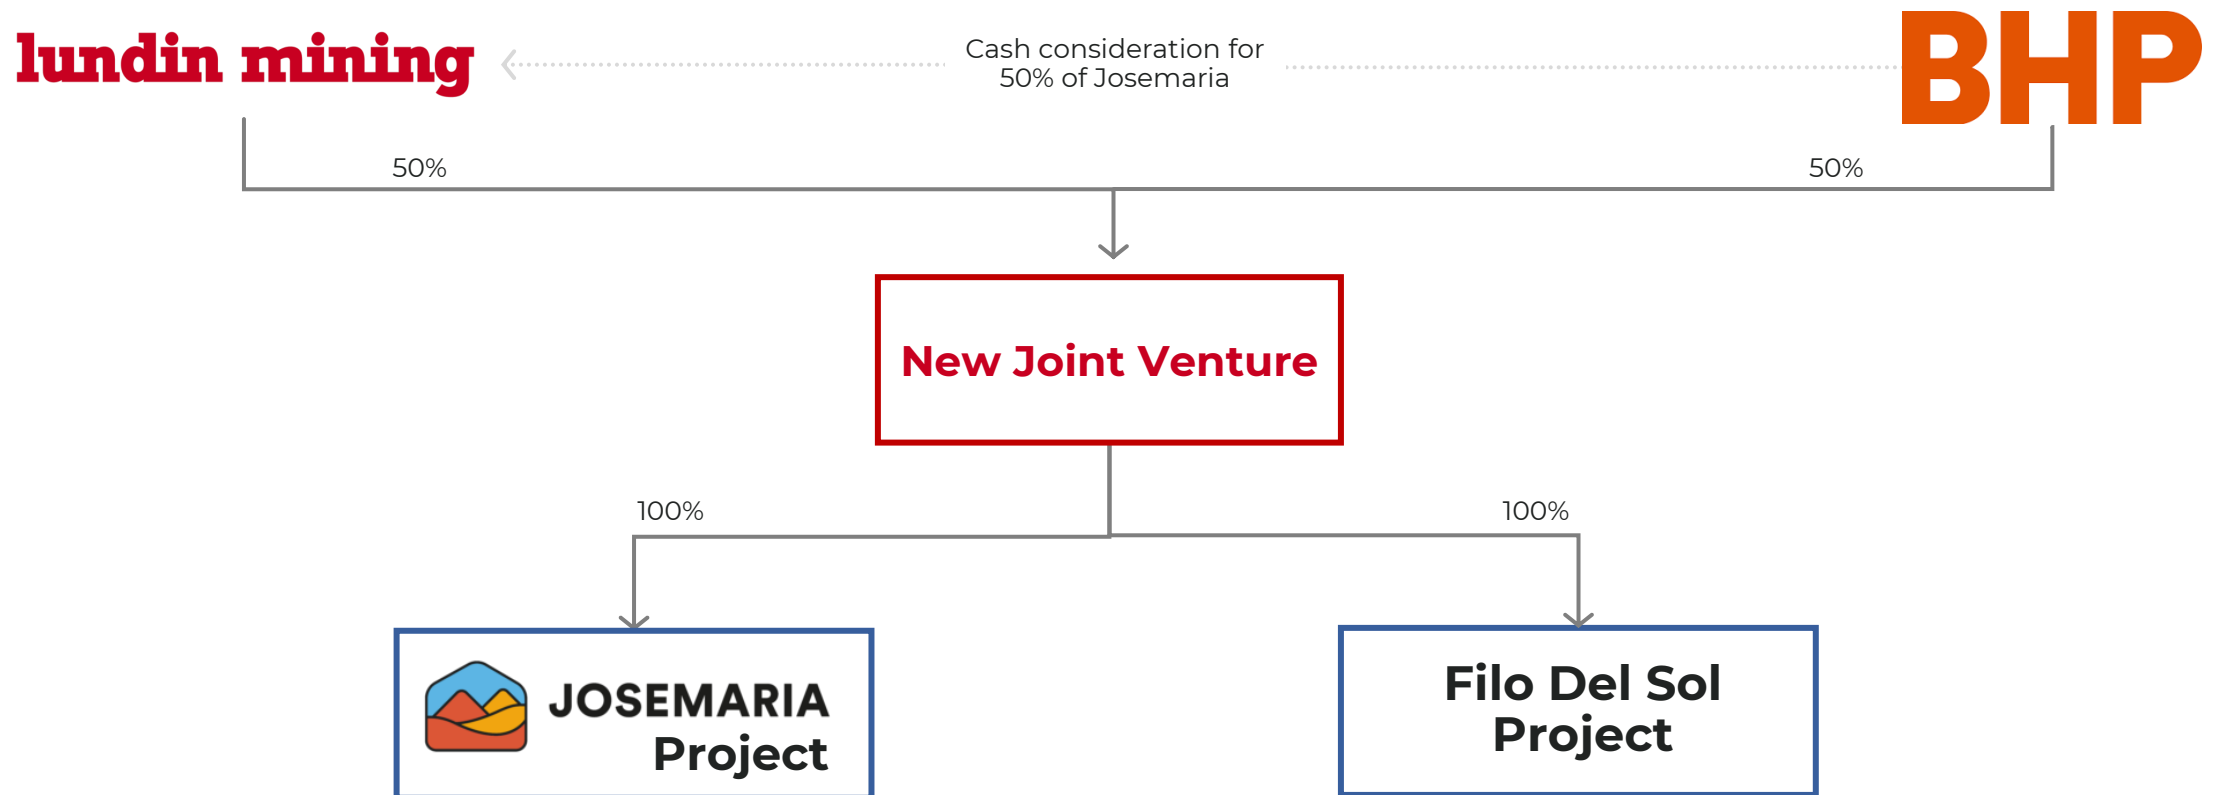 lundin mining
Cash consideration for
50% of Josemaria
BHP
50%
50%
New Joint Venture
100%
100%
JOSEMARIA
Project
Filo Del Sol
Project